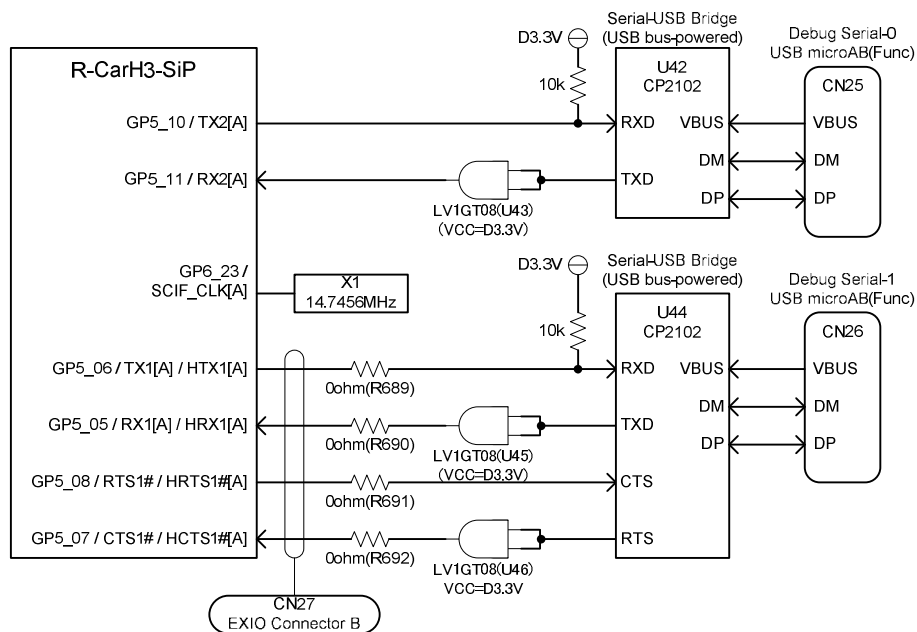 R-CarH3-SiP
GP5_10 / TX2[A]
GP5_11 / RX2[A]
GP6_23 /
SCIF_CLK[A]
X1
14.7456MHz
GP5_06 / TX1[A] / HTX1[A]
GP5_05 / RX1[A] / HRX1[A]
GP5_08 / RTS1# / HRTS1#[A]
GP5_07 / CTS1# / HCTS1#[A]
CN27
EXIO Connector B
0ohm(R689)
0ohm(R690)
0ohm(R691)
0ohm(R692)
D3.3V
10k
LV1GT08(U43)
(VCC=D3.3V)
Serial-USB Bridge
(USB bus-powered)
U42
CP2102
RXD
VBUS
DM
TXD
DP
Debug Serial-0
USB microAB(Func)
CN25
VBUS
DM
DP
D3.3V
10k
LV1GT08(U45)
(VCC=D3.3V)
LV1GT08(U46)
VCC=D3.3V
Serial-USB Bridge
(USB bus-powered)
U44
CP2102
RXD
VBUS
DM
TXD
DP
CTS
RTS
Debug Serial-1
USB microAB(Func)
CN26
VBUS
DM
DP